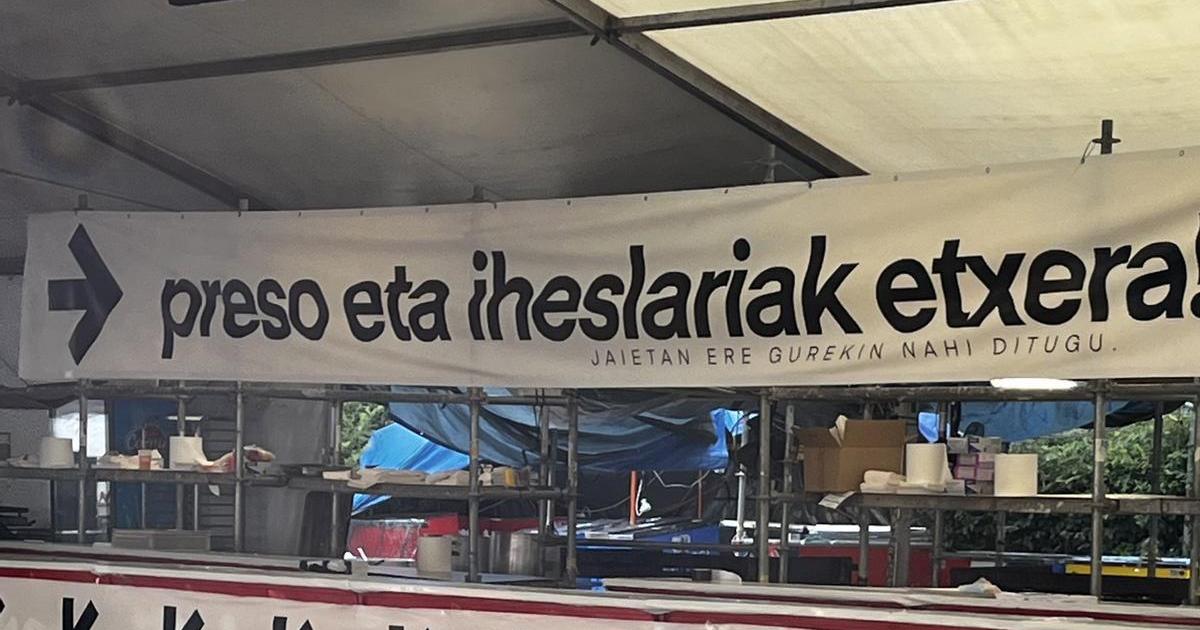 preso eta iheslariak etxera!
JAIETAN ERE GUREKIN NAHI DITUGU.